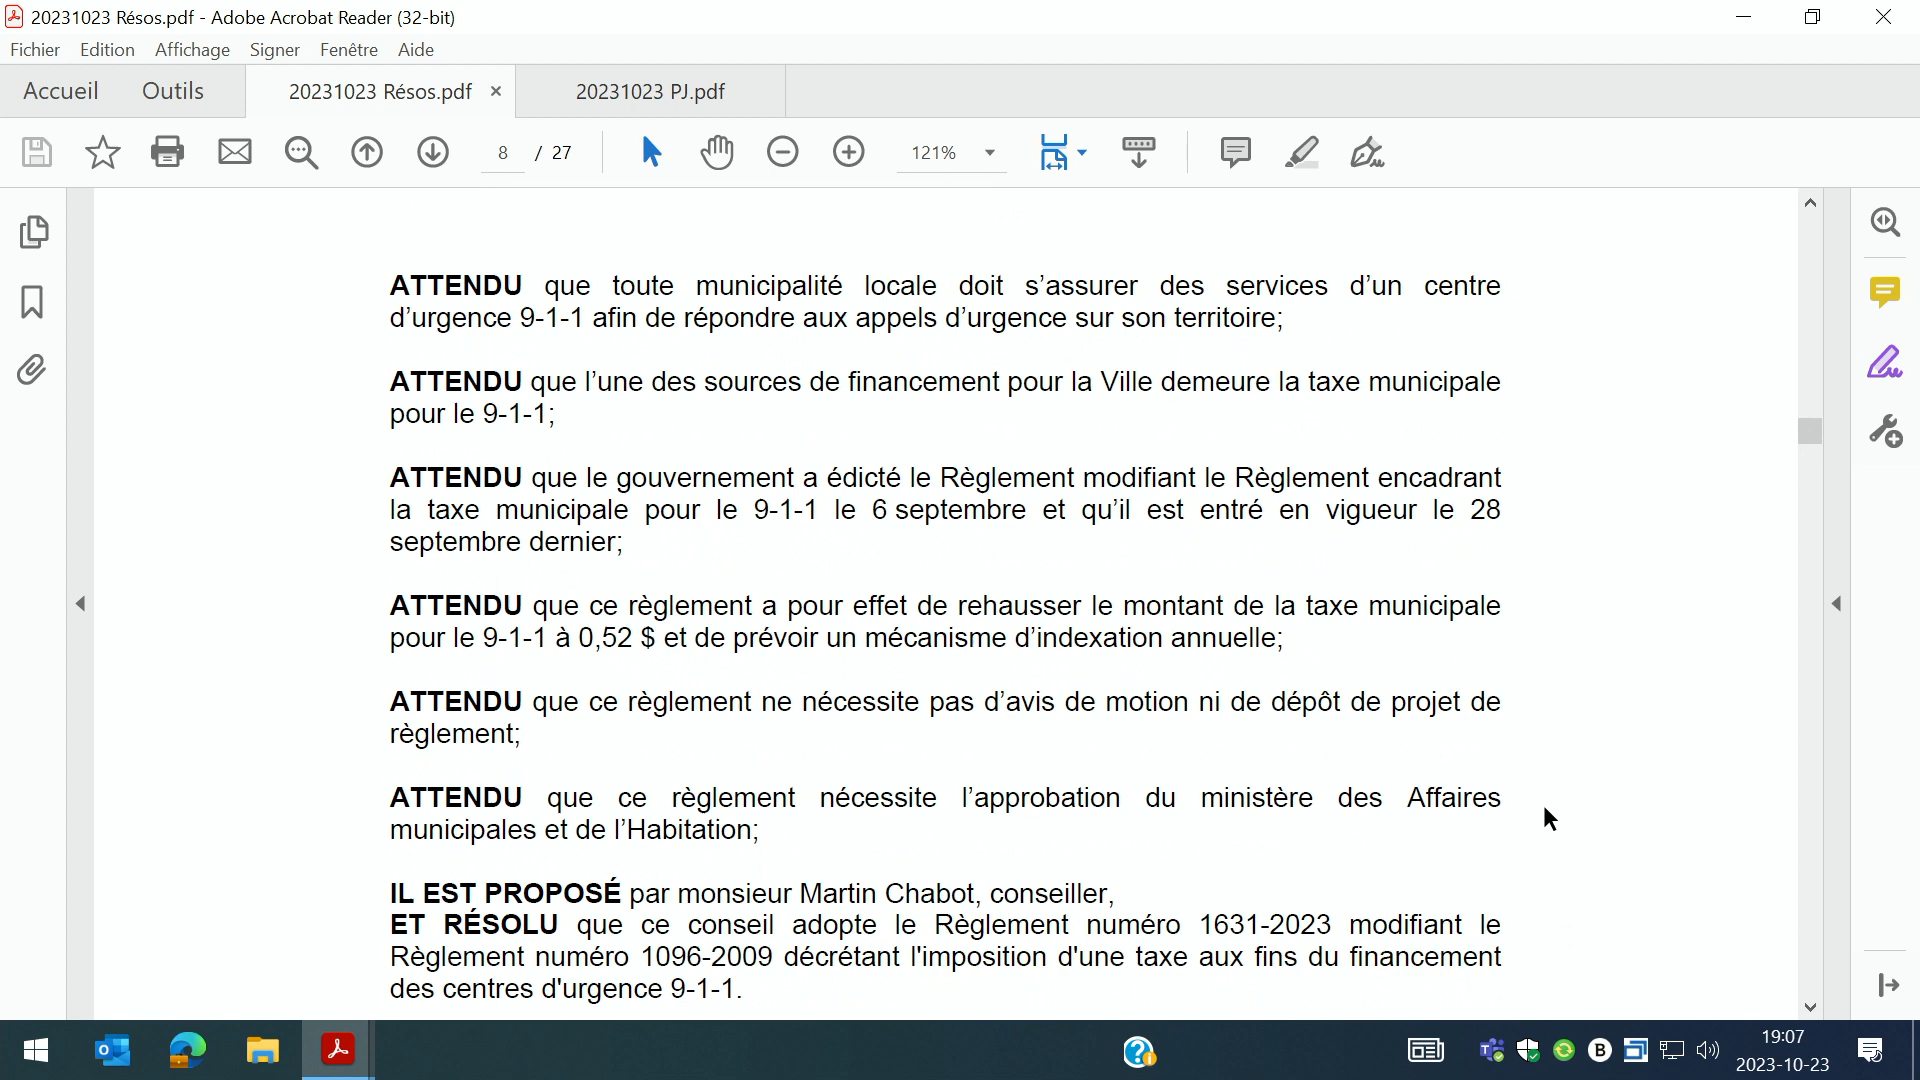 20231023 Résos.pdf - Adobe Acrobat Reader (32-bit)
Fichier Edition Affichage Signer Fenêtre Aide
Accueil Outils 20231023 Résos.pdf × 20231023 PJ.pdf
8 / 27 121%
ATTENDU que toute municipalité locale doit s’assurer des services d’un centre
d’urgence 9-1-1 afin de répondre aux appels d’urgence sur son territoire;
ATTENDU que l’une des sources de financement pour la Ville demeure la taxe municipale
pour le 9-1-1;
ATTENDU que le gouvernement a édicté le Règlement modifiant le Règlement encadrant
la taxe municipale pour le 9-1-1 le 6 septembre et qu’il est entré en vigueur le 28
septembre dernier;
ATTENDU que ce règlement a pour effet de rehausser le montant de la taxe municipale
pour le 9-1-1 à 0,52 $ et de prévoir un mécanisme d’indexation annuelle;
ATTENDU que ce règlement ne nécessite pas d’avis de motion ni de dépôt de projet de
règlement;
ATTENDU que ce règlement nécessite l’approbation du ministère des Affaires
municipales et de l’Habitation;
IL EST PROPOSÉ par monsieur Martin Chabot, conseiller,
ET RÉSOLU que ce conseil adopte le Règlement numéro 1631-2023 modifiant le
Règlement numéro 1096-2009 décrétant l'imposition d'une taxe aux fins du financement
des centres d'urgence 9-1-1.
19:07
2023-10-23